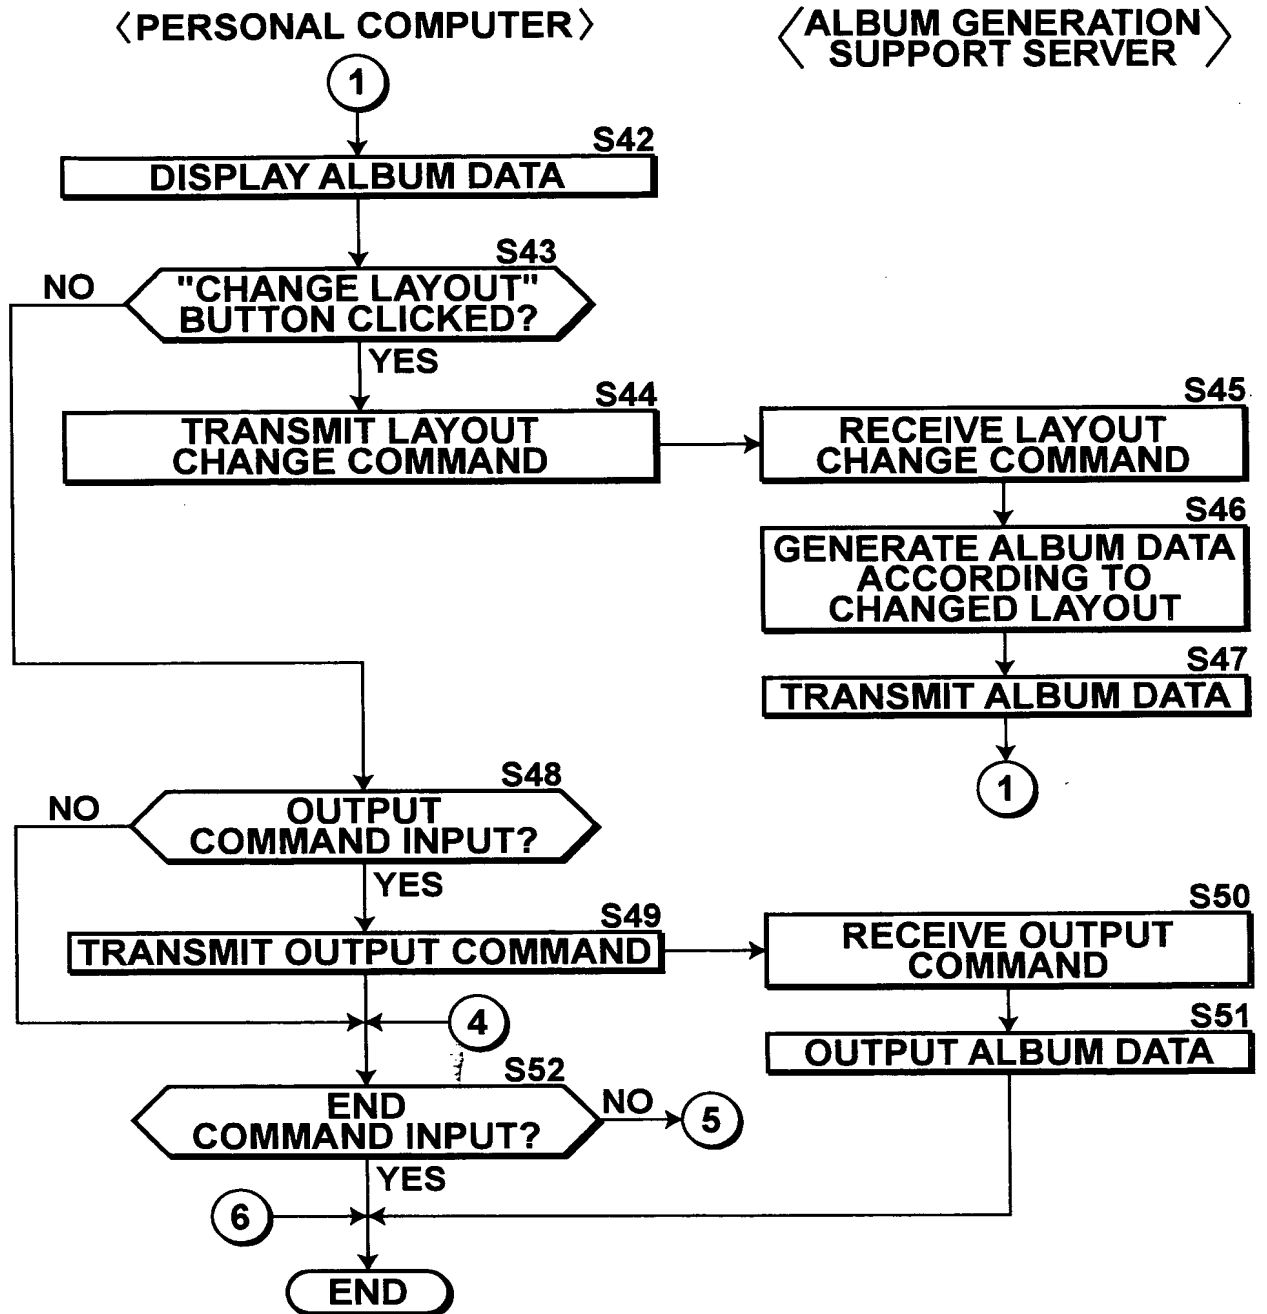 〈PERSONAL COMPUTER〉
〈ALBUM GENERATION
SUPPORT SERVER〉
1
S42
DISPLAY ALBUM DATA
S43
NO
"CHANGE LAYOUT"
BUTTON CLICKED?
YES
S44
TRANSMIT LAYOUT
CHANGE COMMAND
S45
RECEIVE LAYOUT
CHANGE COMMAND
S46
GENERATE ALBUM DATA
ACCORDING TO
CHANGED LAYOUT
S47
TRANSMIT ALBUM DATA
1
S48
NO
OUTPUT
COMMAND INPUT?
YES
S49
TRANSMIT OUTPUT COMMAND
S50
RECEIVE OUTPUT
COMMAND
4
S51
OUTPUT ALBUM DATA
S52
END
COMMAND INPUT?
NO
5
YES
6
END